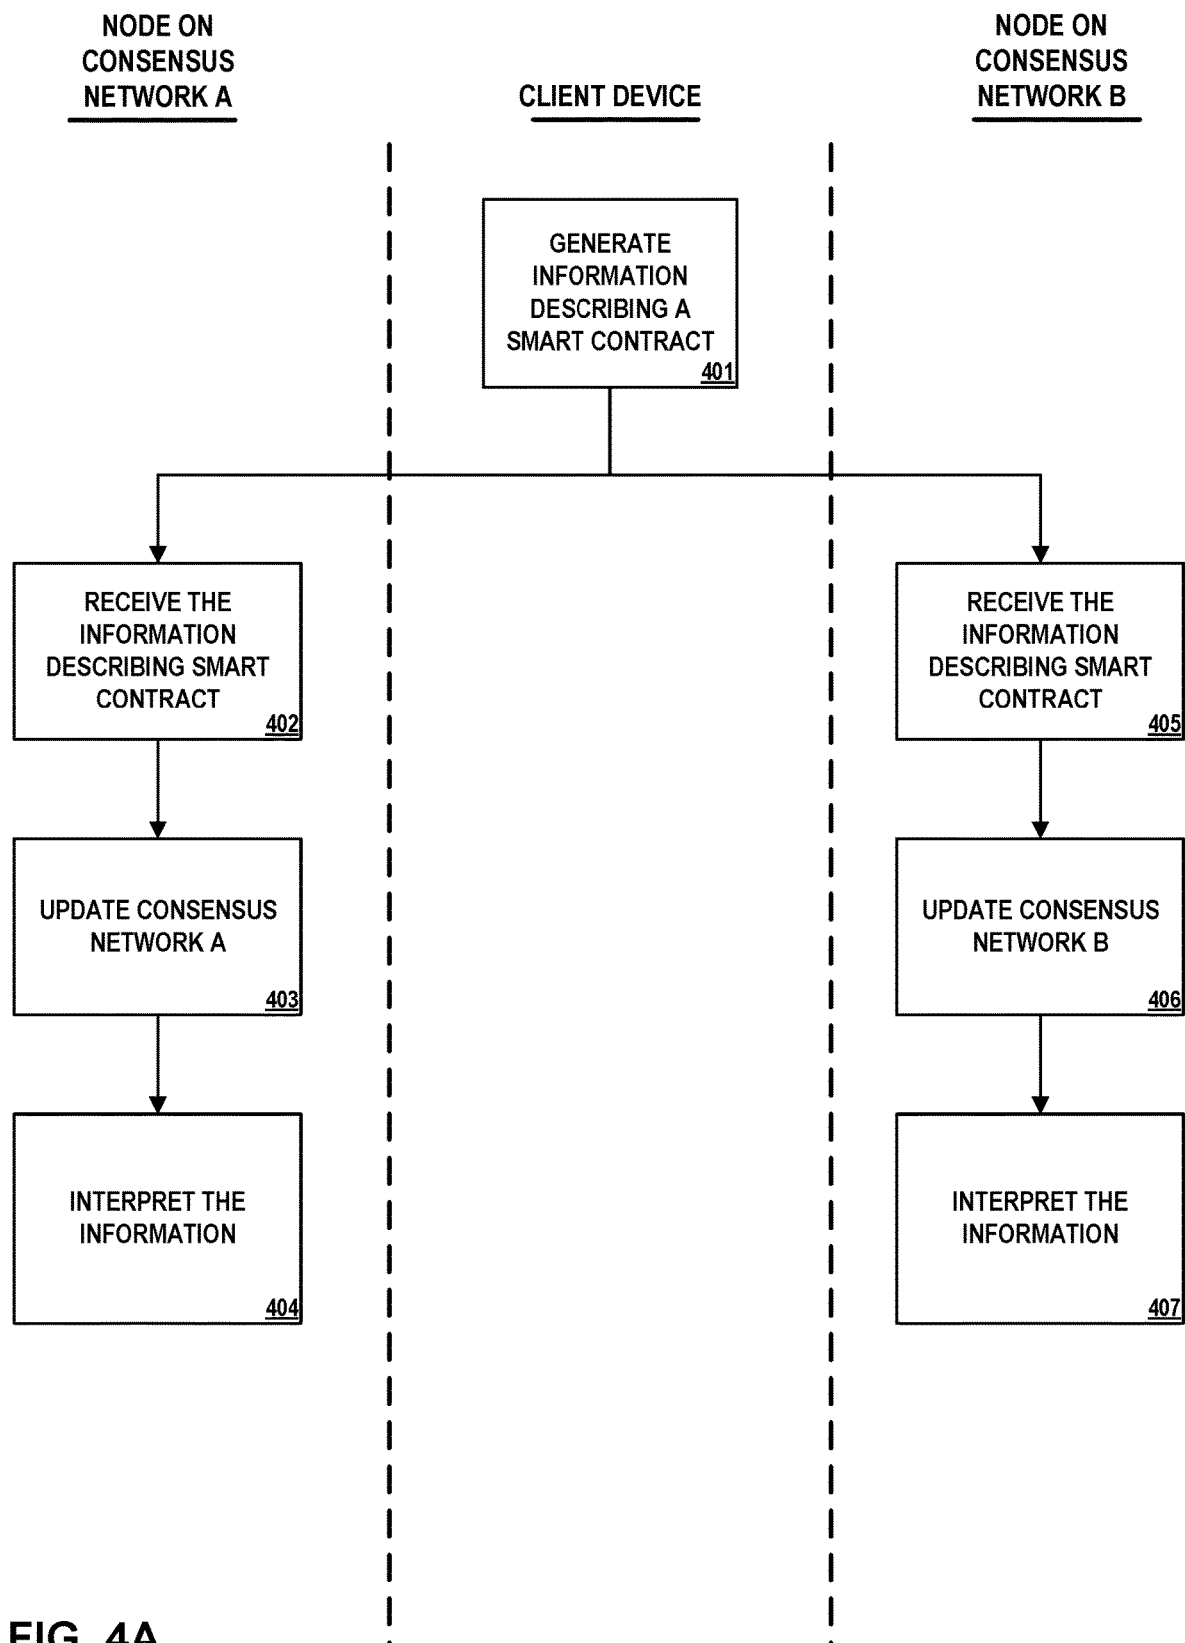 NODE ON
CONSENSUS
NETWORK A
CLIENT DEVICE
NODE ON
CONSENSUS
NETWORK B
GENERATE
INFORMATION
DESCRIBING A
SMART CONTRACT
401
RECEIVE THE
INFORMATION
DESCRIBING SMART
CONTRACT
402
RECEIVE THE
INFORMATION
DESCRIBING SMART
CONTRACT
405
UPDATE CONSENSUS
NETWORK A
403
UPDATE CONSENSUS
NETWORK B
406
INTERPRET THE
INFORMATION
404
INTERPRET THE
INFORMATION
407
FIG. 4A